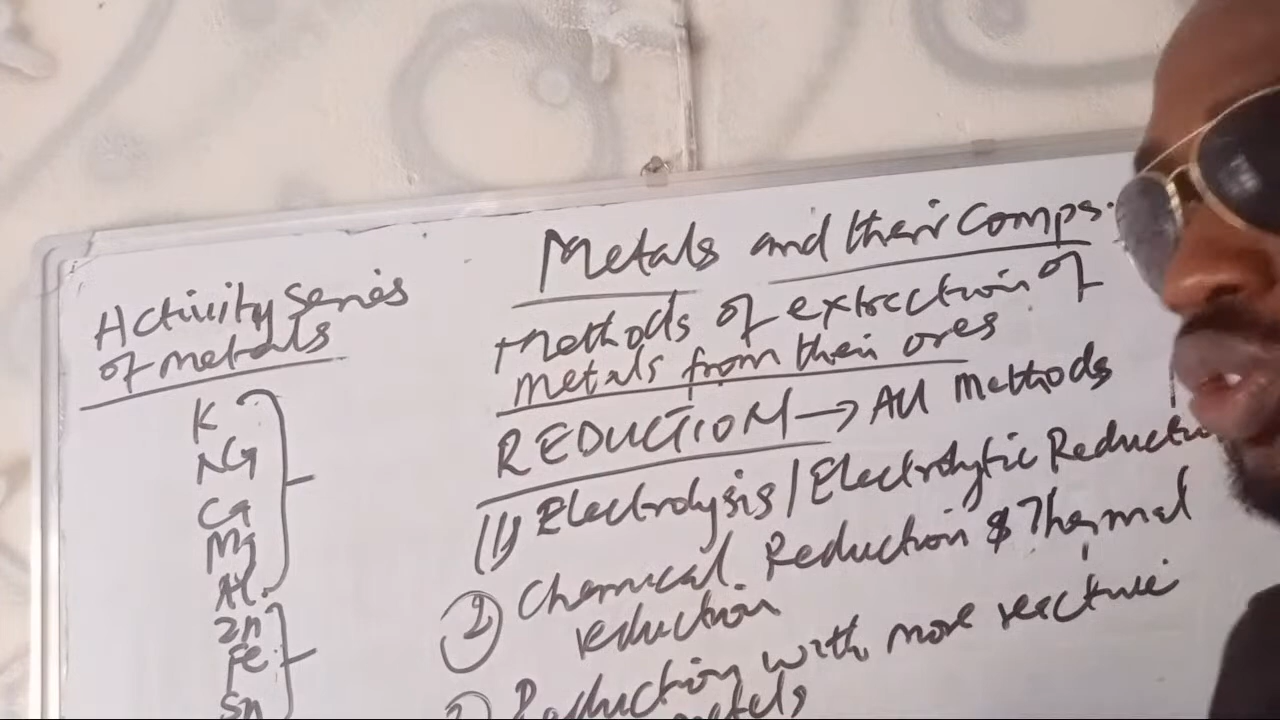 Metals and their Comps.
Activity Series
of metals
K
Na
Ca
Mg
Al.
Zn
Fe
Sn
Methods of extraction of
metals from their ores
REDUCTION → All Methods
(1) Electrolysis / Electrolytic Reductio
2 Chemical Reduction & Thermal
reduction
Reduction with more reactive
metals